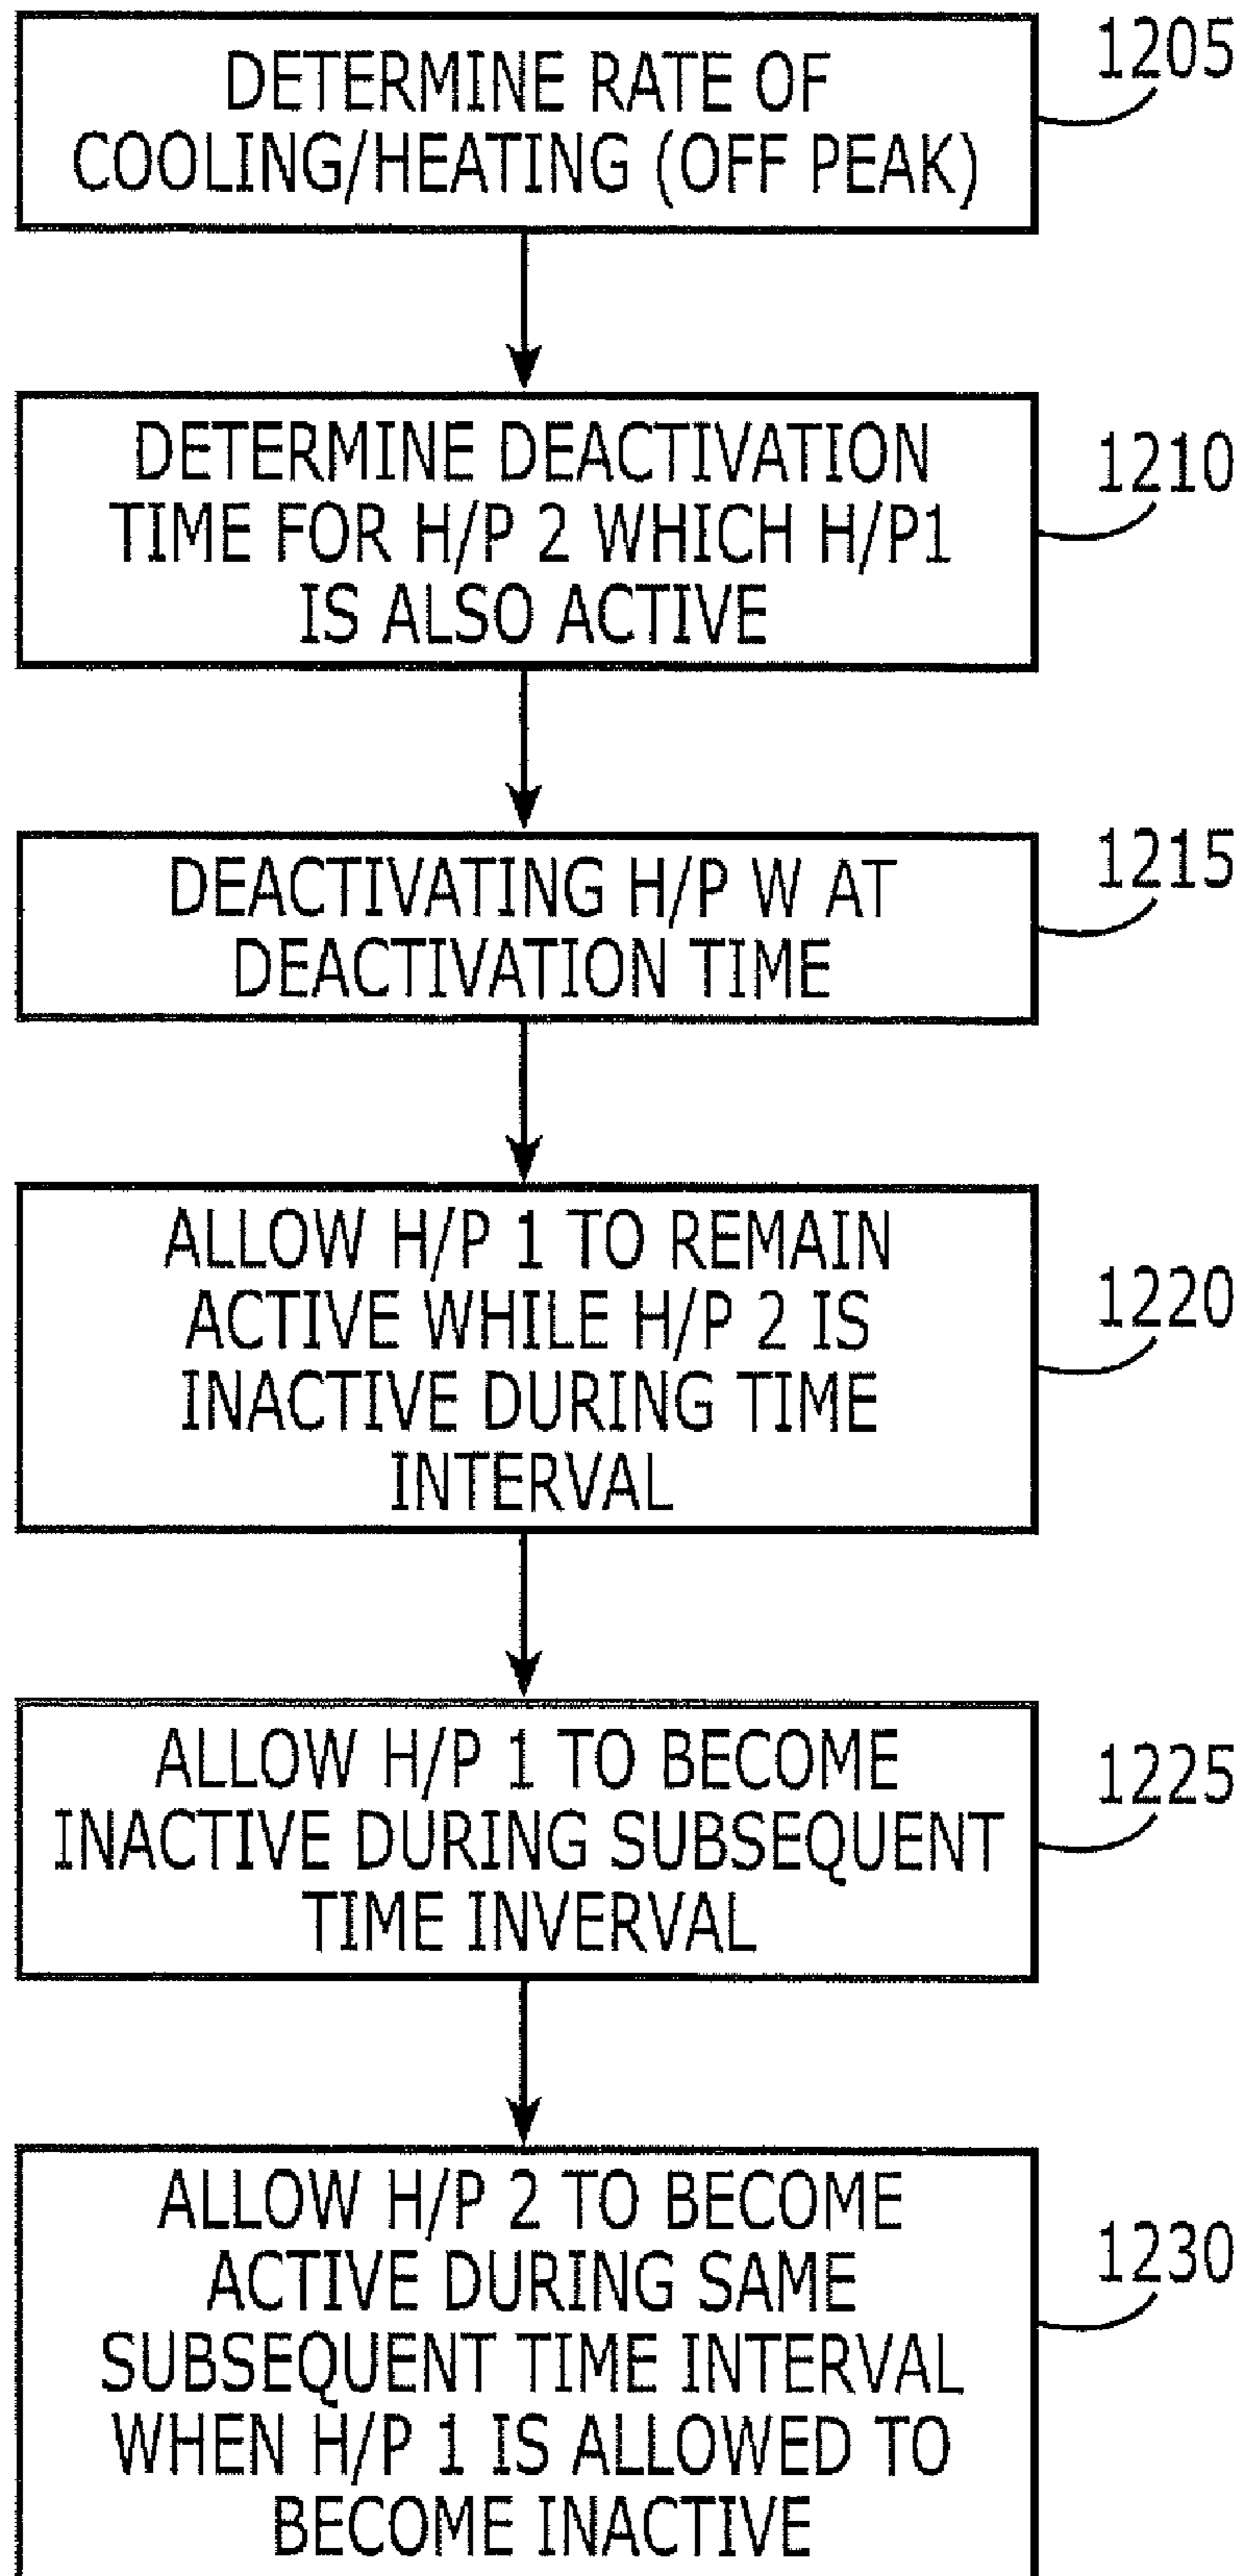 DETERMINE RATE OF
COOLING/HEATING (OFF PEAK)
1205
DETERMINE DEACTIVATION
TIME FOR H/P 2 WHICH H/P1
IS ALSO ACTIVE
1210
DEACTIVATING H/P W AT
DEACTIVATION TIME
1215
ALLOW H/P 1 TO REMAIN
ACTIVE WHILE H/P 2 IS
INACTIVE DURING TIME
INTERVAL
1220
ALLOW H/P 1 TO BECOME
INACTIVE DURING SUBSEQUENT
TIME INVERVAL
1225
ALLOW H/P 2 TO BECOME
ACTIVE DURING SAME
SUBSEQUENT TIME INTERVAL
WHEN H/P 1 IS ALLOWED TO
BECOME INACTIVE
1230